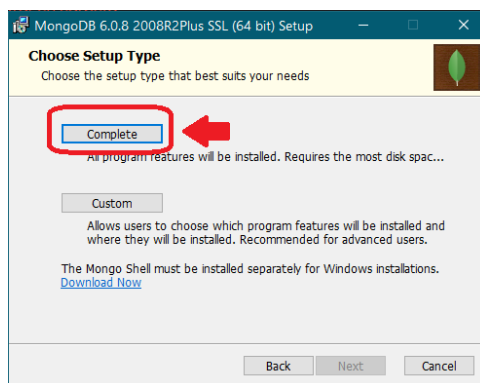 MongoDB 6.0.8 2008R2Plus SSL (64 bit) Setup
Choose Setup Type
Choose the setup type that best suits your needs
Complete
All program features will be installed. Requires the most disk spac...
Custom
Allows users to choose which program features will be installed and
where they will be installed. Recommended for advanced users.
The Mongo Shell must be installed separately for Windows installations.
Download Now
Back Next Cancel